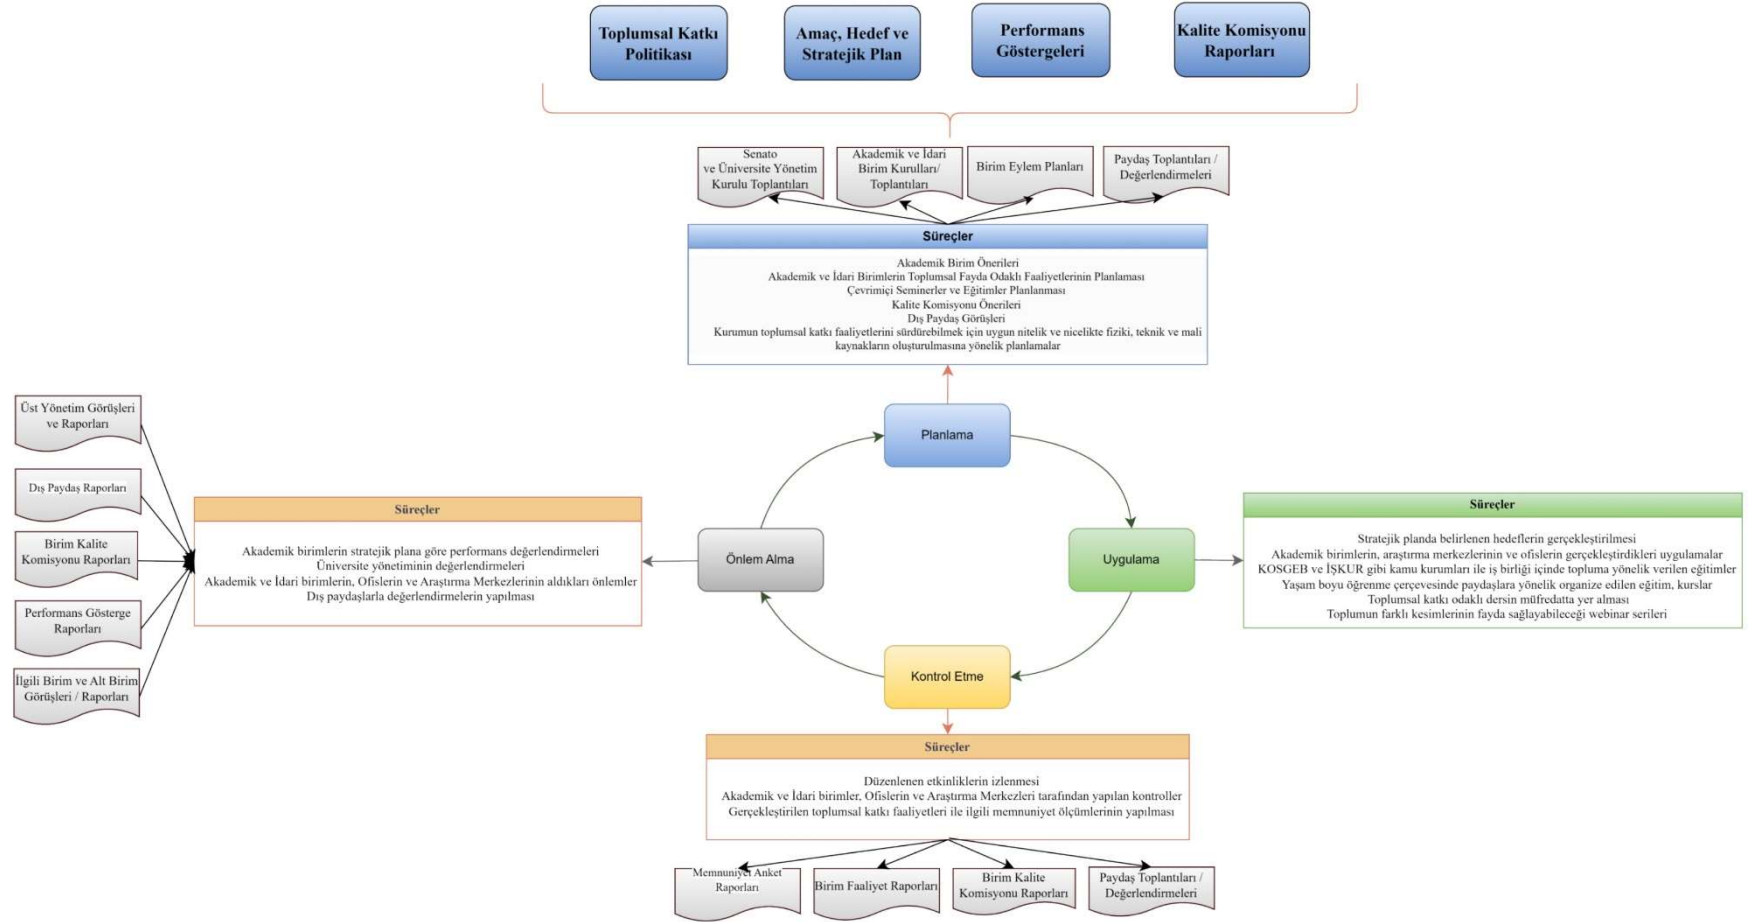 Toplumsal Katkı
Politikası
Amaç, Hedef ve
Stratejik Plan
Performans
Göstergeleri
Kalite Komisyonu
Raporları
Senato
ve Üniversite Yönetim
Kurulu Toplantıları
Akademik ve İdari
Birim Kurulları/
Toplantıları
Birim Eylem Planları
Paydaş Toplantıları /
Değerlendirmeleri
Süreçler
Akademik Birim Önerileri
Akademik ve İdari Birimlerin Toplumsal Fayda Odaklı Faaliyetlerinin Planlaması
Çevrimiçi Seminerler ve Eğitimler Planlanması
Kalite Komisyonu Önerileri
Dış Paydaş Görüşleri
Kurumun toplumsal katkı faaliyetlerini sürdürebilmek için uygun nitelik ve nicelikte fiziki, teknik ve mali
kaynakların oluşturulmasına yönelik planlamalar
Planlama
Üst Yönetim Görüşleri
ve Raporları
Dış Paydaş Raporları
Birim Kalite
Komisyonu Raporları
Performans Gösterge
Raporları
İlgili Birim ve Alt Birim
Görüşleri / Raporları
Süreçler
Akademik birimlerin stratejik plana göre performans değerlendirmeleri
Üniversite yönetiminin değerlendirmeleri
Akademik ve İdari birimlerin, Ofislerin ve Araştırma Merkezlerinin aldıkları önlemler
Dış paydaşlarla değerlendirmelerin yapılması
Önlem Alma
Uygulama
Süreçler
Stratejik planda belirlenen hedeflerin gerçekleştirilmesi
Akademik birimlerin, araştırma merkezlerinin ve ofislerin gerçekleştirdikleri uygulamalar
KOSGEB ve İŞKUR gibi kamu kurumları ile iş birliği içinde topluma yönelik verilen eğitimler
Yaşam boyu öğrenme çerçevesinde paydaşlara yönelik organize edilen eğitim, kurslar
Toplumsal katkı odaklı dersin müfredatta yer alması
Toplumun farklı kesimlerinin fayda sağlayabileceği webinar serileri
Kontrol Etme
Süreçler
Düzenlenen etkinliklerin izlenmesi
Akademik ve İdari birimler, Ofislerin ve Araştırma Merkezleri tarafından yapılan kontroller
Gerçekleştirilen toplumsal katkı faaliyetleri ile ilgili memnuniyet ölçümlerinin yapılması
Memnuniyet Anket
Raporları
Birim Faaliyet Raporları
Birim Kalite
Komisyonu Raporları
Paydaş Toplantıları /
Değerlendirmeleri